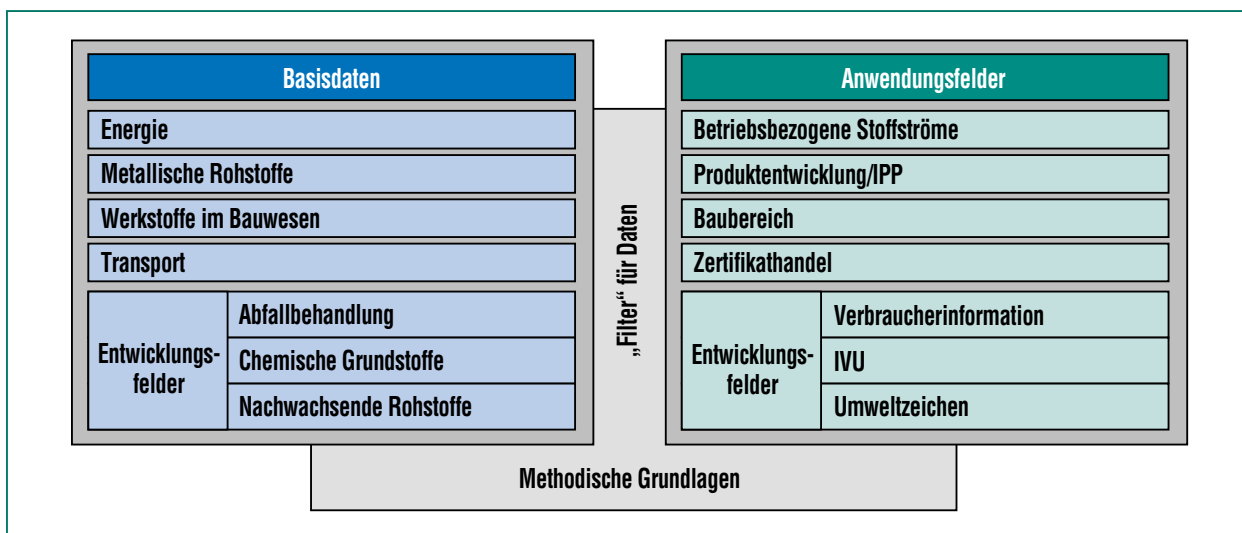 Basisdaten
Energie
Metallische Rohstoffe
Werkstoffe im Bauwesen
Transport
Entwicklungs-
felder
Abfallbehandlung
Chemische Grundstoffe
Nachwachsende Rohstoffe
„Filter“ für Daten
Anwendungsfelder
Betriebsbezogene Stoffströme
Produktentwicklung/IPP
Baubereich
Zertifikathandel
Entwicklungs-
felder
Verbraucherinformation
IVU
Umweltzeichen
Methodische Grundlagen